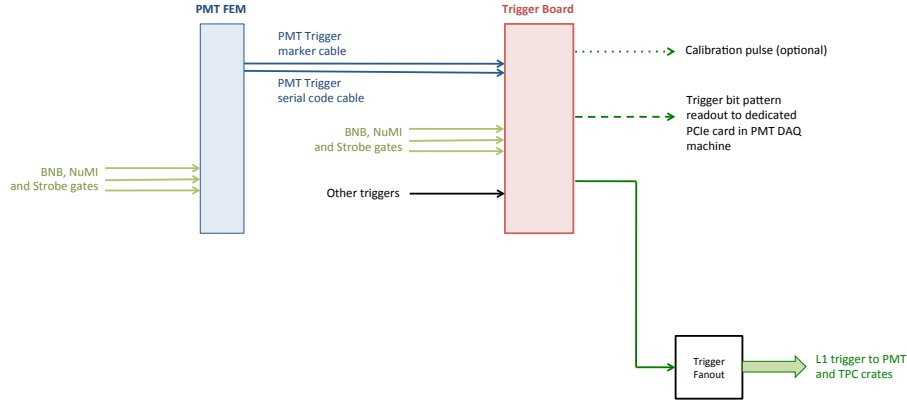 PMT FEM
Trigger Board
PMT Trigger
marker cable
PMT Trigger
serial code cable
Calibration pulse (optional)
Trigger bit pattern
readout to dedicated
PCIe card in PMT DAQ
machine
BNB, NuMI
and Strobe gates
BNB, NuMI
and Strobe gates
Other triggers
Trigger
Fanout
L1 trigger to PMT
and TPC crates